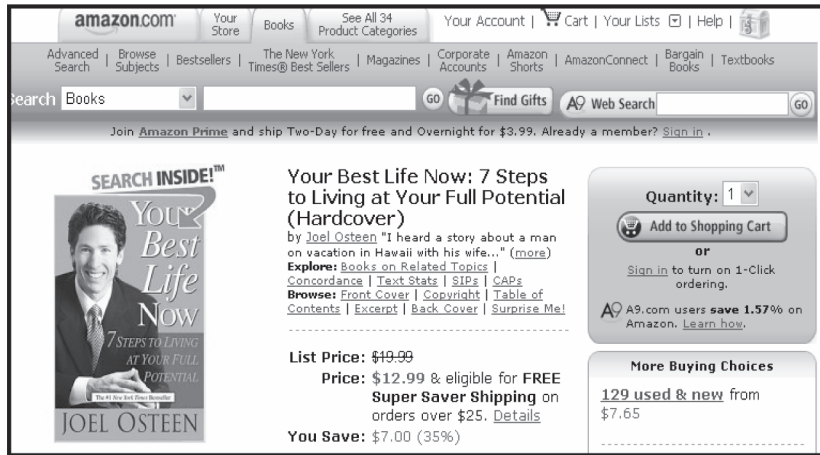 amazon.com
Your Store
Books
See All 34 Product Categories
Your Account | Cart | Your Lists | Help |
Advanced Search | Browse Subjects | Bestsellers | The New York Times® Best Sellers | Magazines | Corporate Accounts | Amazon Shorts | AmazonConnect | Bargain Books | Textbooks
Search Books GO Find Gifts A9 Web Search GO
Join Amazon Prime and ship Two-Day for free and Overnight for $3.99. Already a member? Sign in .
SEARCH INSIDE!™
YOUR
Best
Life
NOW
7 STEPS TO LIVING
AT YOUR FULL
POTENTIAL
The #1 New York Times Bestseller
JOEL OSTEEN
Your Best Life Now: 7 Steps
to Living at Your Full Potential
(Hardcover)
by Joel Osteen "I heard a story about a man
on vacation in Hawaii with his wife..." (more)
Explore: Books on Related Topics |
Concordance | Text Stats | SIPs | CAPs
Browse: Front Cover | Copyright | Table of
Contents | Excerpt | Back Cover | Surprise Me!
List Price: $19.99
Price: $12.99 & eligible for FREE
Super Saver Shipping on
orders over $25. Details
You Save: $7.00 (35%)
Quantity: 1
Add to Shopping Cart
or
Sign in to turn on 1-Click
ordering.
A9 A9.com users save 1.57% on
Amazon. Learn how.
More Buying Choices
129 used & new from
$7.65